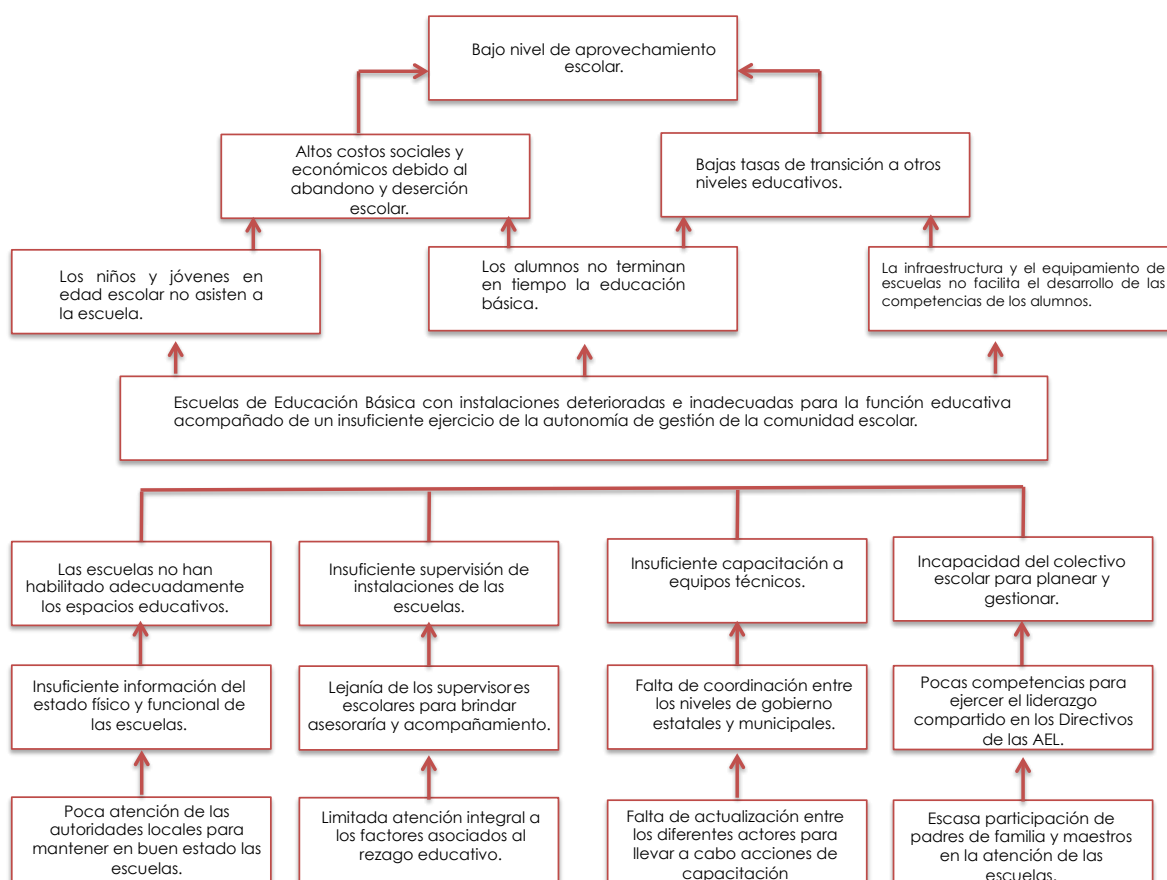 Bajo nivel de aprovechamiento
escolar.
Altos costos sociales y
económicos debido al
abandono y deserción
escolar.
Bajas tasas de transición a otros
niveles educativos.
Los niños y jóvenes en
edad escolar no asisten a
la escuela.
Los alumnos no terminan
en tiempo la educación
básica.
La infraestructura y el equipamiento de
escuelas no facilita el desarrollo de las
competencias de los alumnos.
Escuelas de Educación Básica con instalaciones deterioradas e inadecuadas para la función educativa
acompañado de un insuficiente ejercicio de la autonomía de gestión de la comunidad escolar.
Las escuelas no han
habilitado adecuadamente
los espacios educativos.
Insuficiente supervisión de
instalaciones de las
escuelas.
Insuficiente capacitación a
equipos técnicos.
Incapacidad del colectivo
escolar para planear y
gestionar.
Insuficiente información del
estado físico y funcional de
las escuelas.
Lejanía de los supervisores
escolares para brindar
asesoraría y acompañamiento.
Falta de coordinación entre
los niveles de gobierno
estatales y municipales.
Pocas competencias para
ejercer el liderazgo
compartido en los Directivos
de las AEL.
Poca atención de las
autoridades locales para
mantener en buen estado las
escuelas.
Limitada atención integral a
los factores asociados al
rezago educativo.
Falta de actualización entre
los diferentes actores para
llevar a cabo acciones de
capacitación
Escasa participación de
padres de familia y maestros
en la atención de las
escuelas.